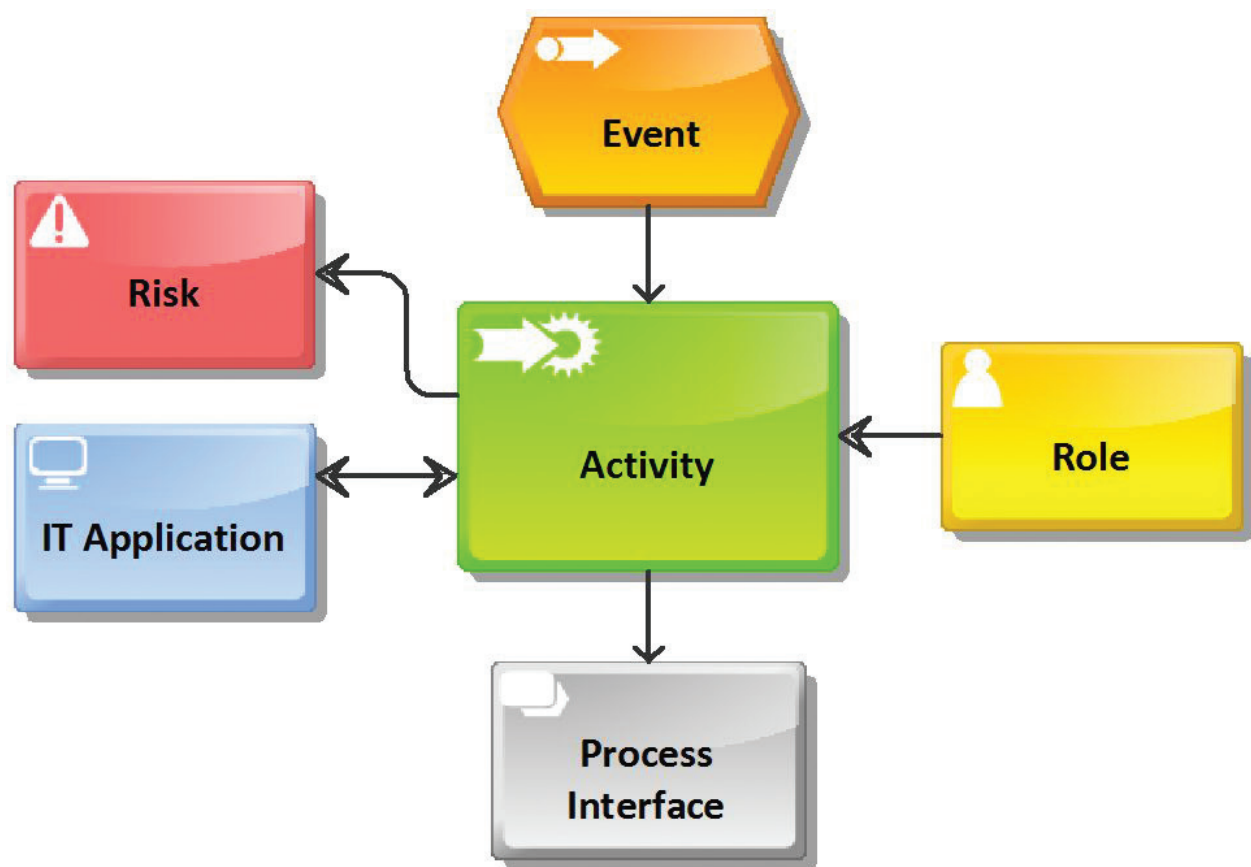 Event
Risk
Activity
Role
IT Application
Process
Interface